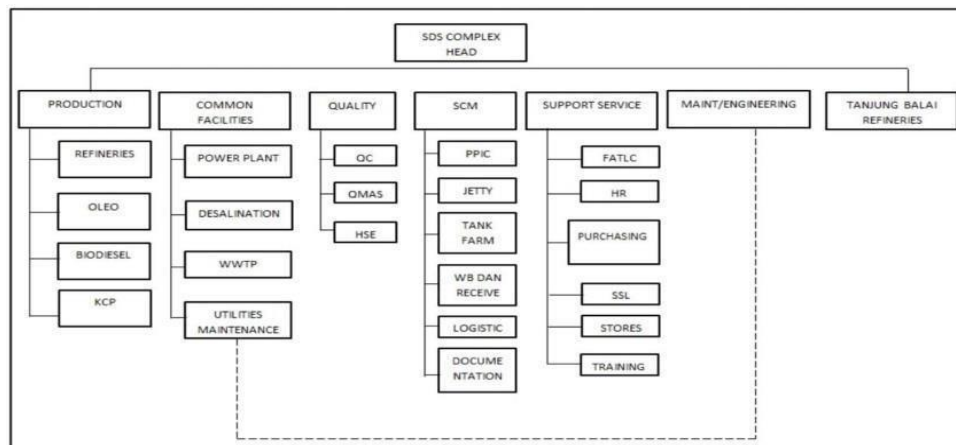 SDS COMPLEX
HEAD
PRODUCTION
COMMON
FACILITIES
QUALITY
SCM
SUPPORT SERVICE
MAINT/ENGINEERING
TANJUNG BALAI
REFINERIES
REFINERIES
OLEO
BIODIESEL
KCP
POWER PLANT
DESALINATION
WWTP
UTILITIES
MAINTENANCE
QC
QMAS
HSE
PPIC
JETTY
TANK
FARM
WB DAN
RECEIVE
LOGISTIC
DOCUME
NTATION
FATLC
HR
PURCHASING
SSL
STORES
TRAINING